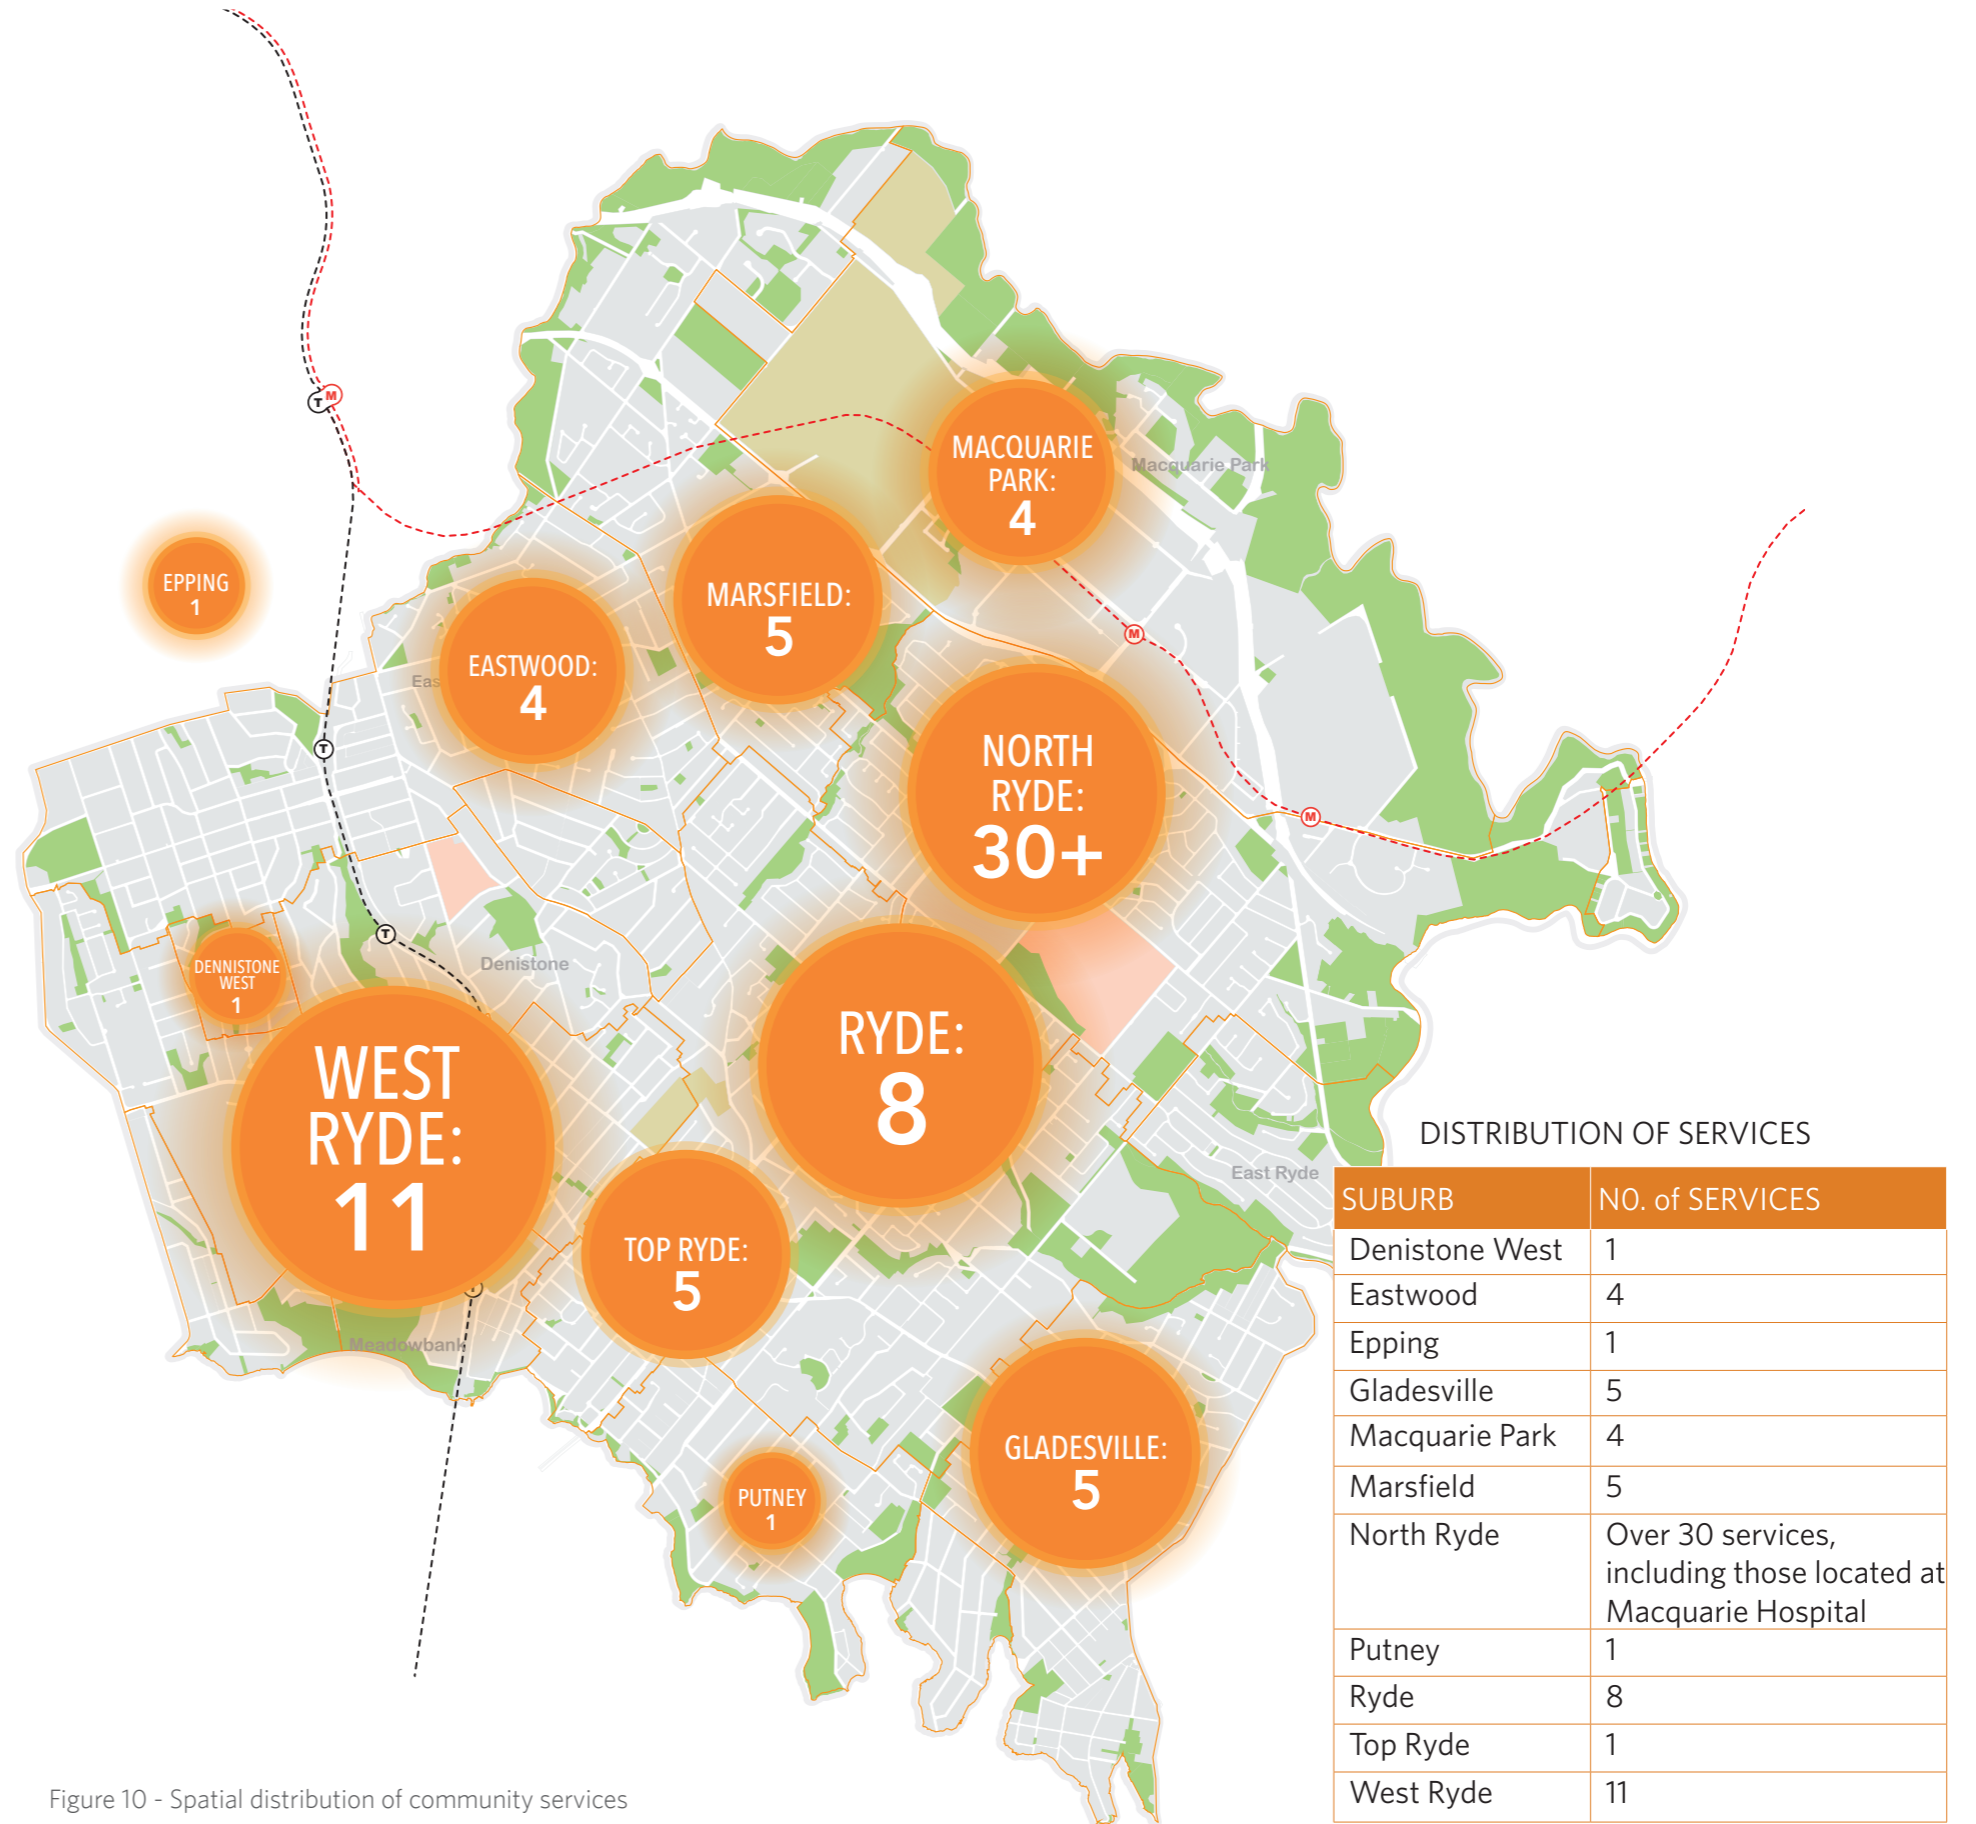 T M
MACQUARIE
PARK:
4
Macquarie Park
EPPING
1
MARSFIELD:
5
M
EASTWOOD:
4
Eas
NORTH
RYDE:
30+
T
M
T
DENNISTONE
WEST
1
Denistone
WEST
RYDE:
11
RYDE:
8
East Ryde
TOP RYDE:
5
Meadowbank
GLADESVILLE:
5
PUTNEY
1
DISTRIBUTION OF SERVICES
SUBURB NO. of SERVICES
Denistone West 1
Eastwood 4
Epping 1
Gladesville 5
Macquarie Park 4
Marsfield 5
North Ryde Over 30 services,
including those located at
Macquarie Hospital
Putney 1
Ryde 8
Top Ryde 1
West Ryde 11
Figure 10 - Spatial distribution of community services